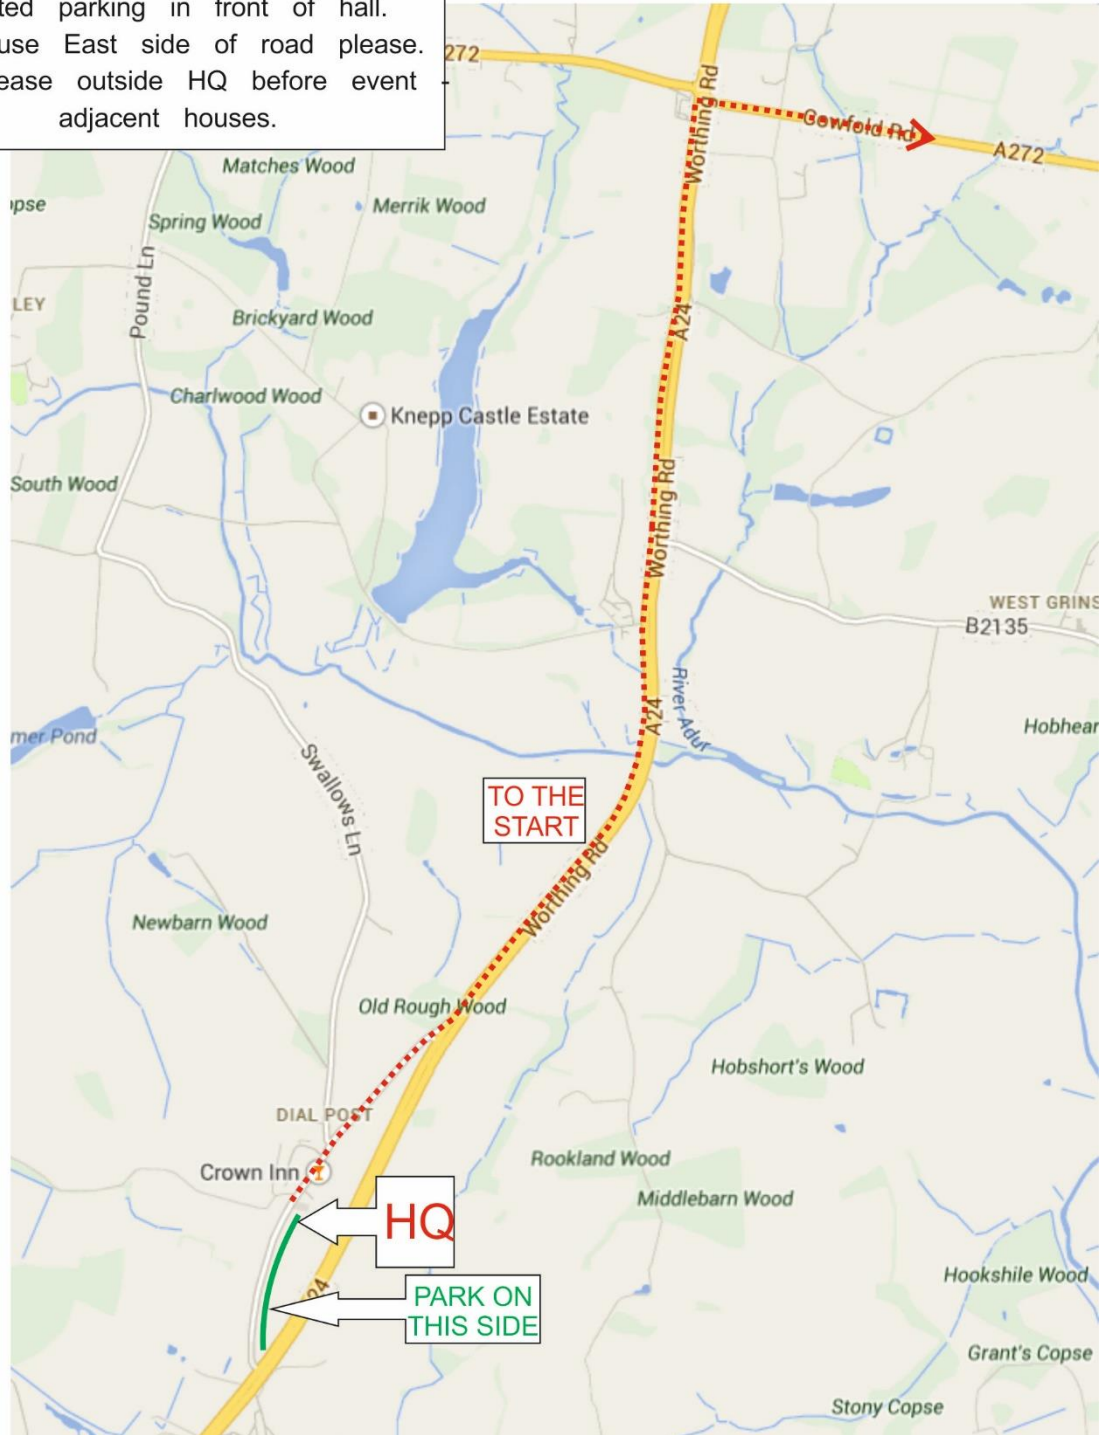 parking in front of hall.
use East side of road please.
outside HQ before event -
adjacent houses.
272
Worthing Rd
Cowfold Rd
A272
Matches Wood
Merrik Wood
Spring Wood
Pound Ln
LEY
Brickyard Wood
A24
Charlwood Wood
Knepp Castle Estate
South Wood
Worthing Rd
WEST GRINS
B2135
River Adur
A24
mer Pond
Hobhear
Swallows Ln
TO THE
START
Worthing Rd
Newbarn Wood
Old Rough Wood
Hobshort's Wood
DIAL POST
Rookland Wood
Crown Inn
Middlebarn Wood
HQ
Hookshile Wood
PARK ON
THIS SIDE
Grant's Copse
Stony Copse